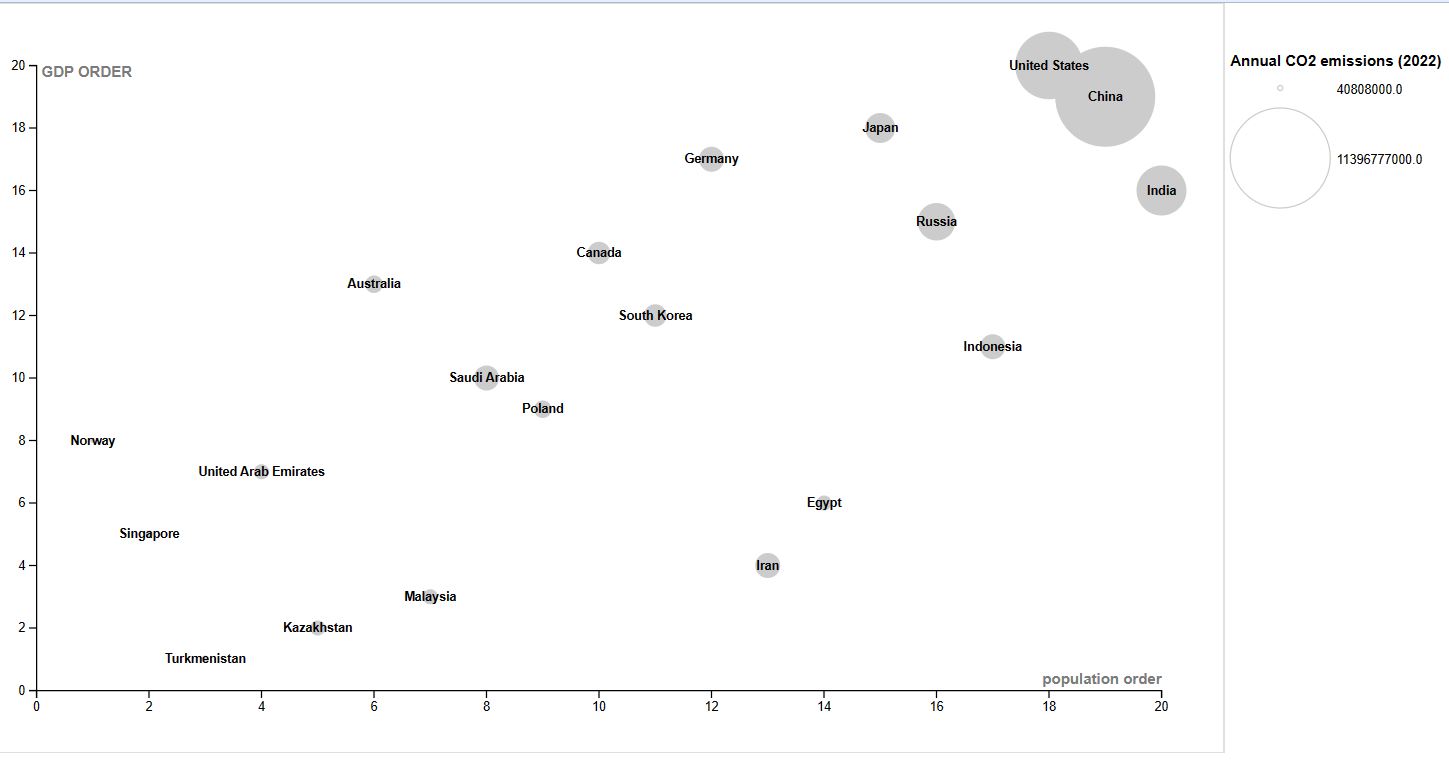 GDP ORDER
20
18
16
14
12
10
8
6
4
2
0
United States
China
Japan
Germany
India
Russia
Canada
Australia
South Korea
Indonesia
Saudi Arabia
Poland
Norway
United Arab Emirates
Egypt
Singapore
Iran
Malaysia
Kazakhstan
Turkmenistan
population order
0 2 4 6 8 10 12 14 16 18 20
Annual CO2 emissions (2022)
40808000.0
11396777000.0